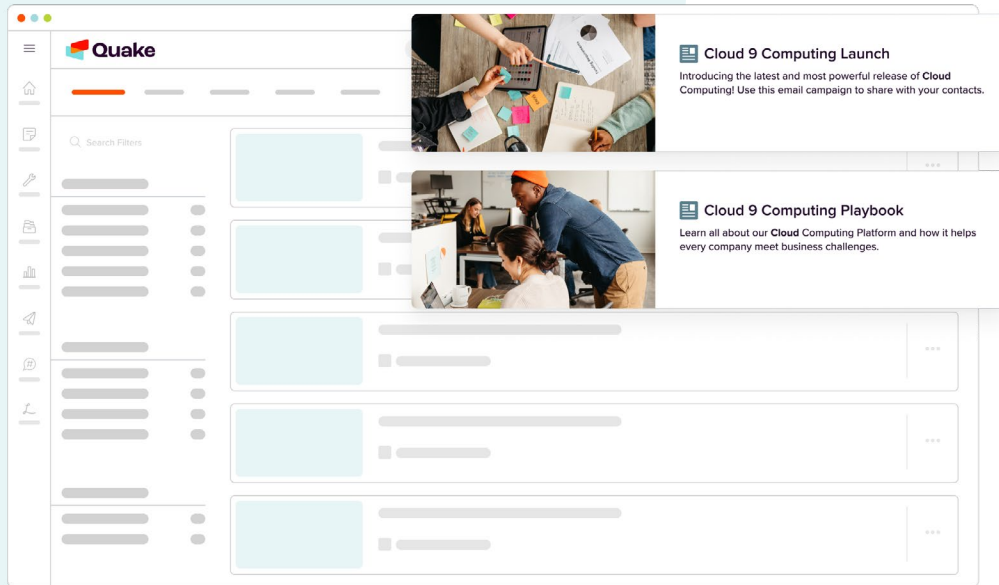 Quake
Search Filters
Cloud 9 Computing Launch
Introducing the latest and most powerful release of Cloud
Computing! Use this email campaign to share with your contacts.
Cloud 9 Computing Playbook
Learn all about our Cloud Computing Platform and how it helps
every company meet business challenges.